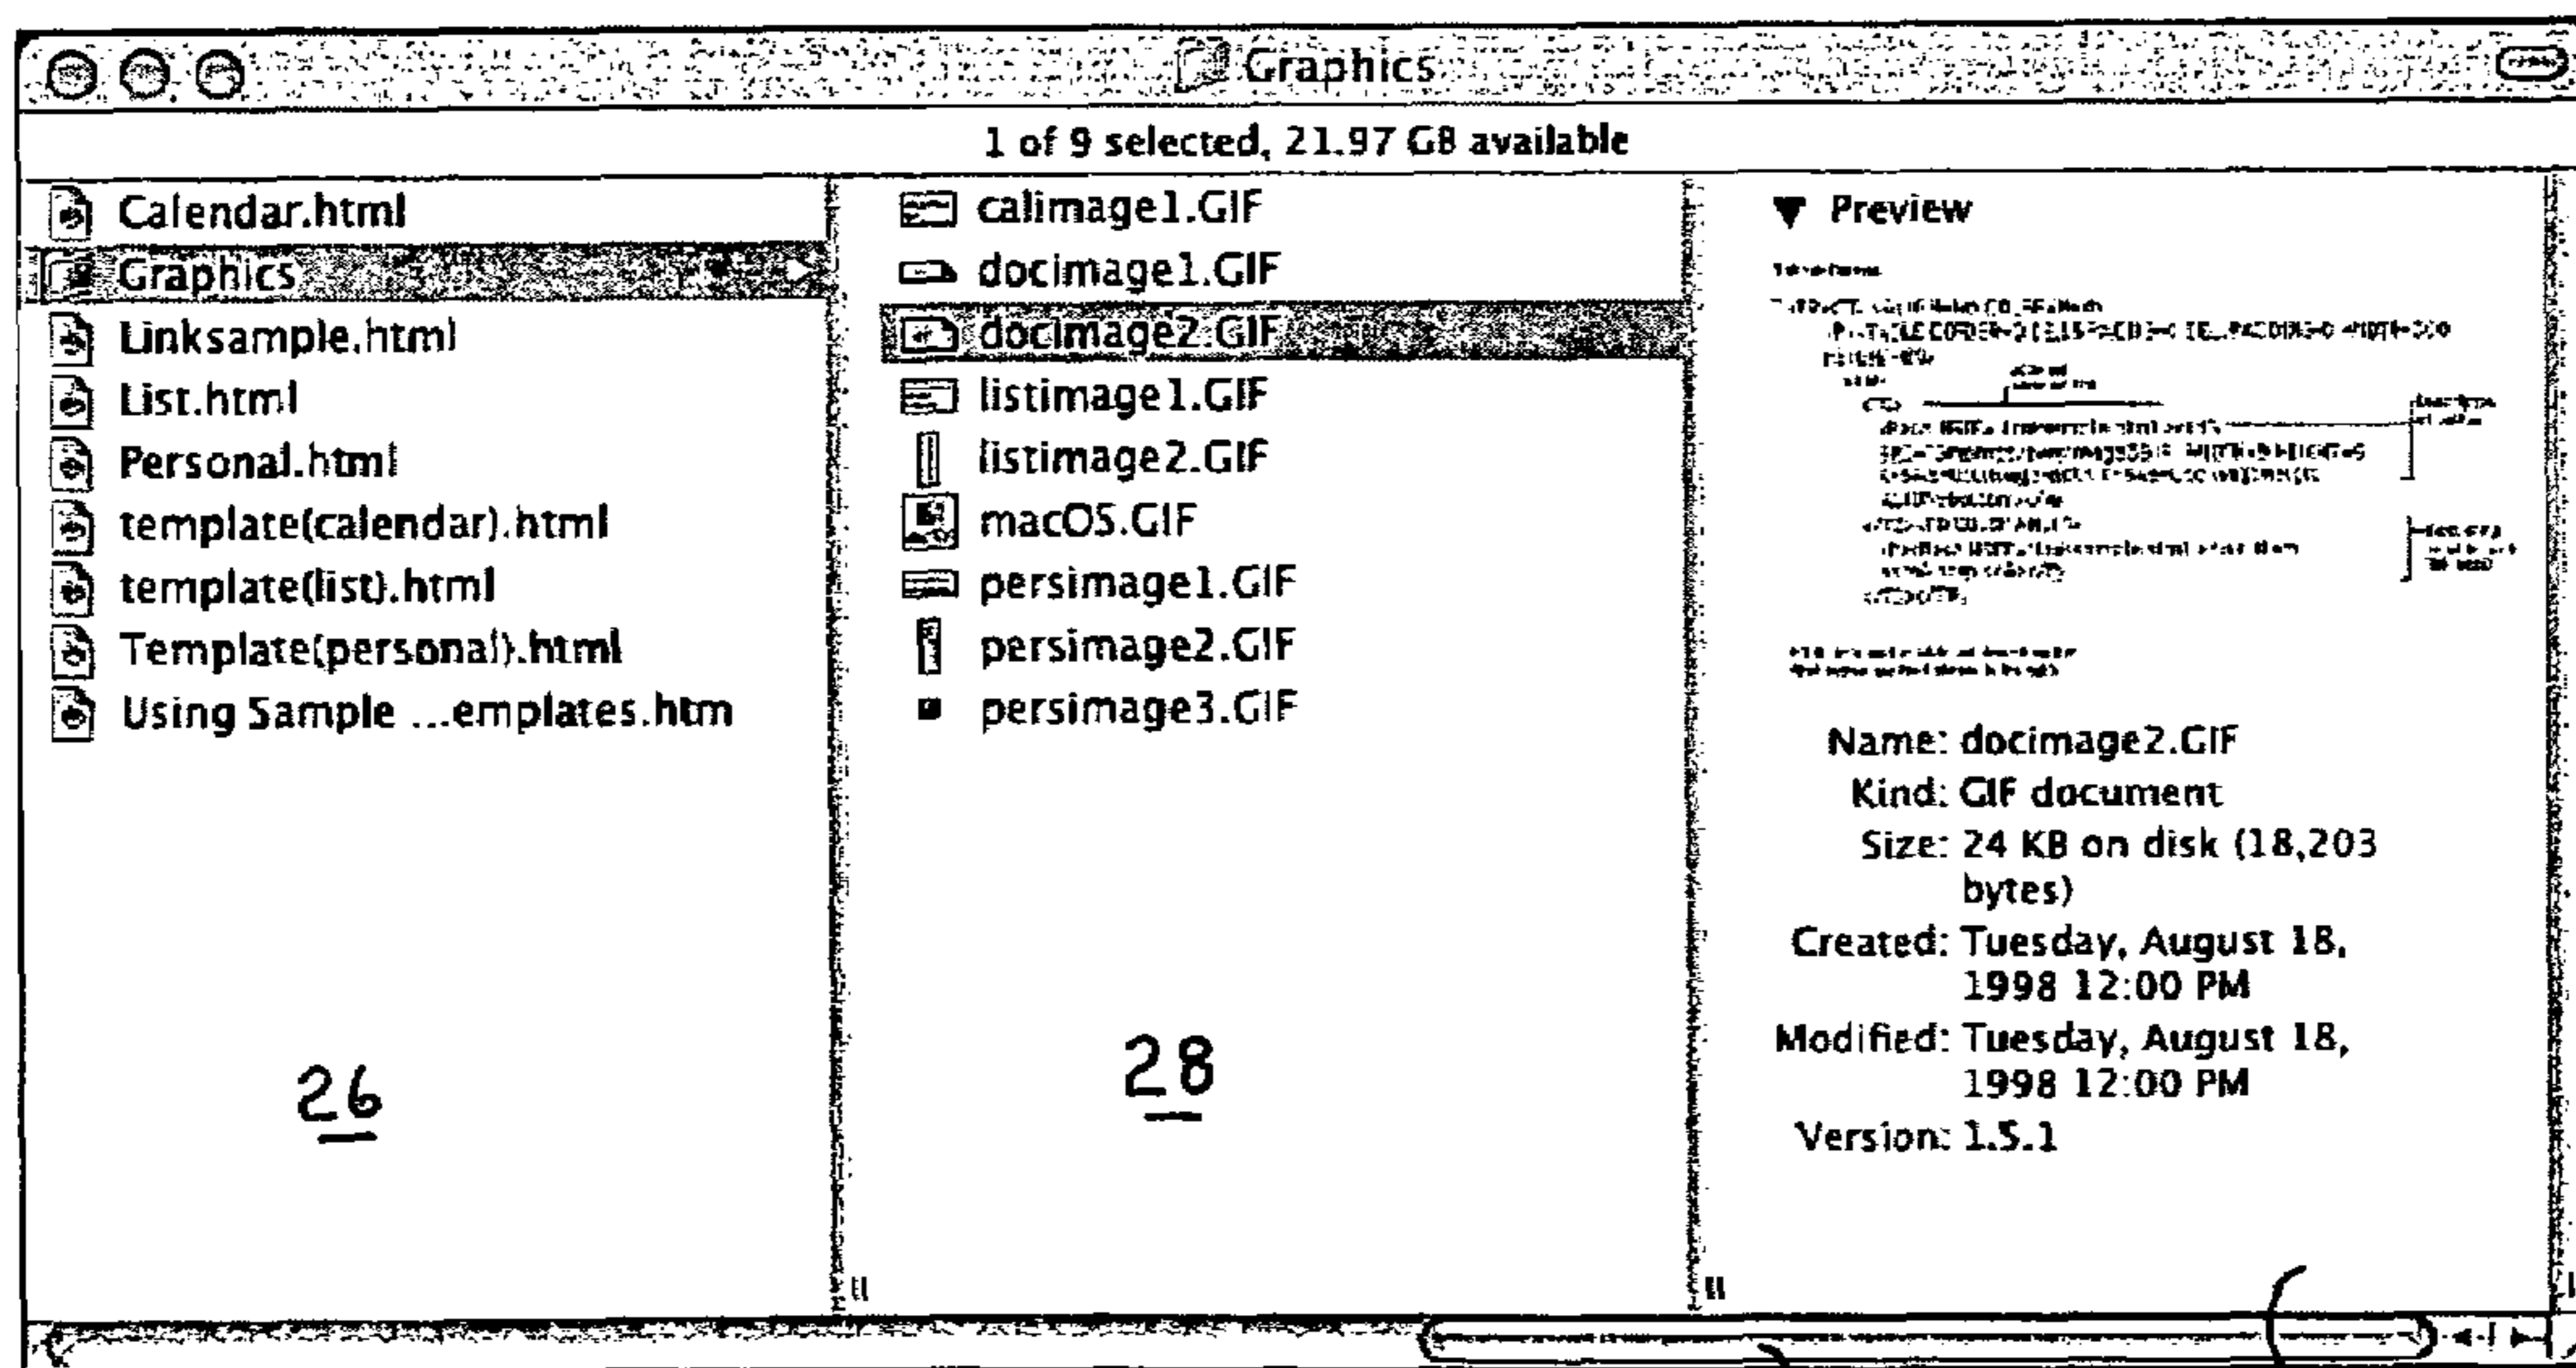 Graphics
1 of 9 selected, 21.97 GB available
Calendar.html
Graphics
Linksample.html
List.html
Personal.html
template(calendar).html
template(list).html
Template(personal).html
Using Sample ...emplates.htm
26
calimage1.GIF
docimage1.GIF
docimage2.GIF
listimage1.GIF
listimage2.GIF
macOS.GIF
persimage1.GIF
persimage2.GIF
persimage3.GIF
28
▼ Preview
Name: docimage2.GIF
Kind: GIF document
Size: 24 KB on disk (18,203
bytes)
Created: Tuesday, August 18,
1998 12:00 PM
Modified: Tuesday, August 18,
1998 12:00 PM
Version: 1.5.1